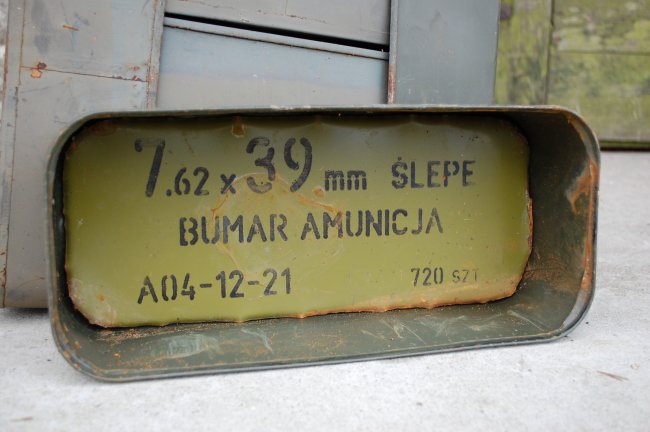 7.62 x 39 mm ŚLEPE
BUMAR AMUNICJA
A04-12-21 720 SZT